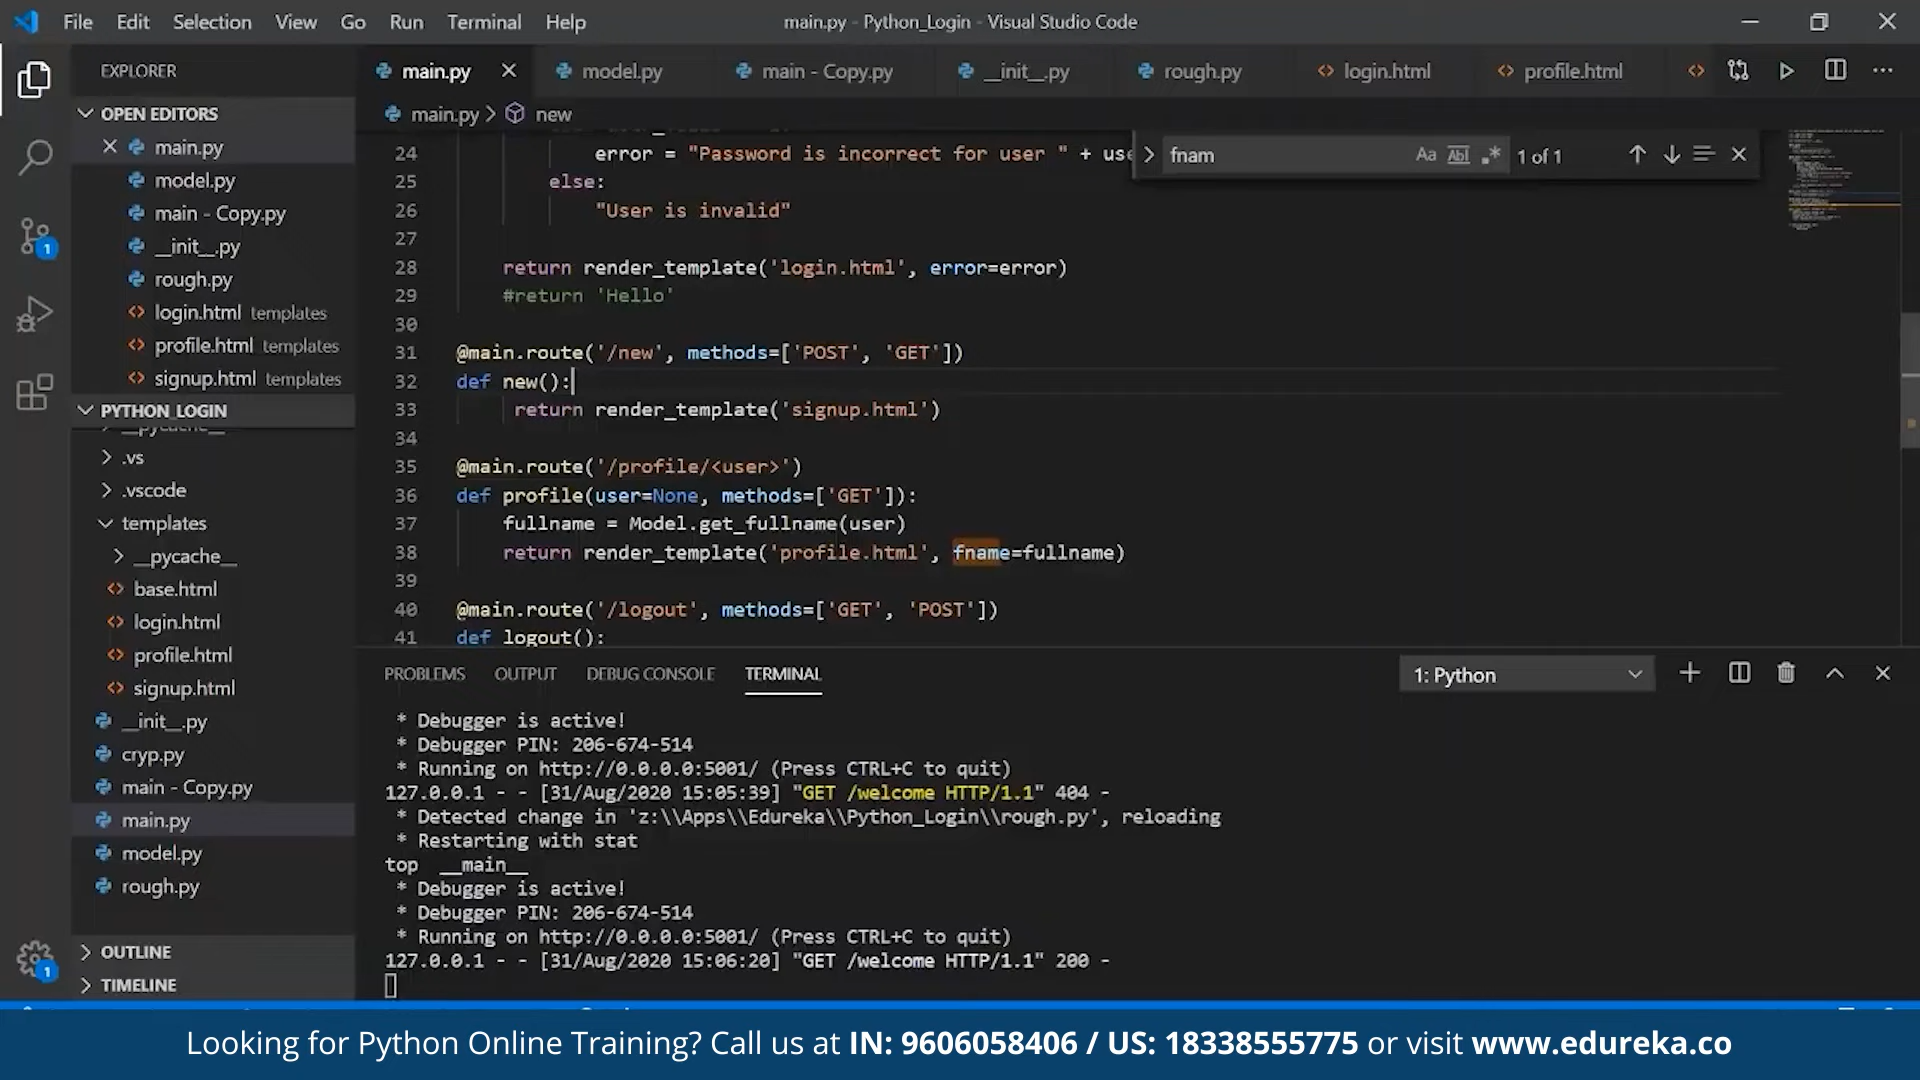 File Edit Selection View Go Run Terminal Help
main.py - Python_Login - Visual Studio Code
EXPLORER
OPEN EDITORS
main.py
model.py
main - Copy.py
__init__.py
rough.py
login.html templates
profile.html templates
signup.html templates
PYTHON_LOGIN
__pycache__
.vs
.vscode
templates
__pycache__
base.html
login.html
profile.html
signup.html
__init__.py
cryp.py
main - Copy.py
main.py
model.py
rough.py
OUTLINE
TIMELINE
1
1
main.py model.py main - Copy.py __init__.py rough.py login.html profile.html
main.py > new
fnam Aa Abl .* 1 of 1
24 error = "Password is incorrect for user " + use
25 else:
26 "User is invalid"
27
28 return render_template('login.html', error=error)
29 #return 'Hello'
30
31 @main.route('/new', methods=['POST', 'GET'])
32 def new():
33 return render_template('signup.html')
34
35 @main.route('/profile/<user>')
36 def profile(user=None, methods=['GET']):
37 fullname = Model.get_fullname(user)
38 return render_template('profile.html', fname=fullname)
39
40 @main.route('/logout', methods=['GET', 'POST'])
41 def logout():
PROBLEMS OUTPUT DEBUG CONSOLE TERMINAL
1: Python
* Debugger is active!
* Debugger PIN: 206-674-514
* Running on http://0.0.0.0:5001/ (Press CTRL+C to quit)
127.0.0.1 - - [31/Aug/2020 15:05:39] "GET /welcome HTTP/1.1" 404 -
* Detected change in 'z:\\Apps\\Edureka\\Python_Login\\rough.py', reloading
* Restarting with stat
top __main__
* Debugger is active!
* Debugger PIN: 206-674-514
* Running on http://0.0.0.0:5001/ (Press CTRL+C to quit)
127.0.0.1 - - [31/Aug/2020 15:06:20] "GET /welcome HTTP/1.1" 200 -
Looking for Python Online Training? Call us at IN: 9606058406 / US: 18338555775 or visit www.edureka.co